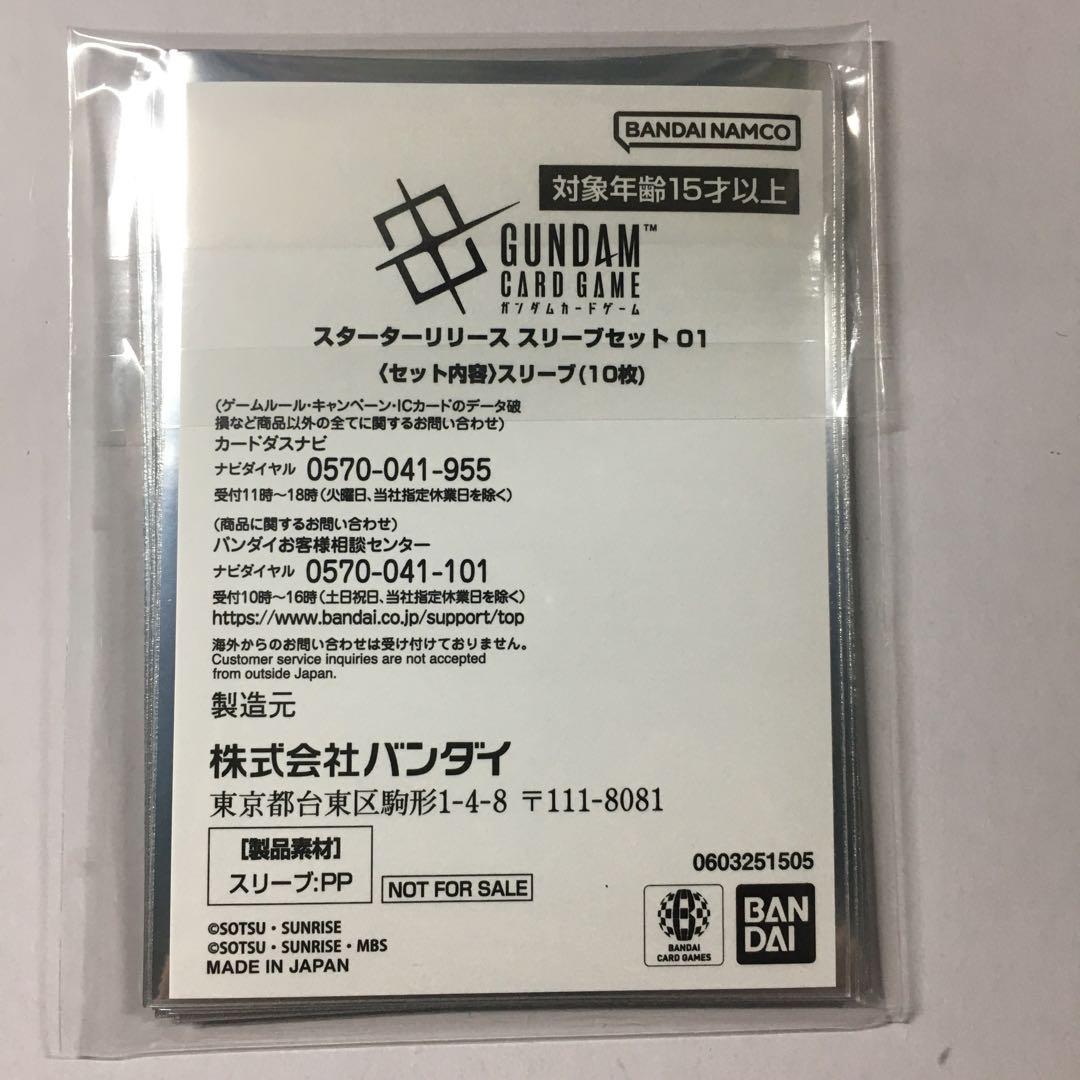 BANDAI NAMCO
対象年齢15才以上
GUNDAM™
CARD GAME
ガンダムカードゲーム
スターターリリース スリーブセット 01
〈セット内容〉スリーブ(10枚)
(ゲームルール・キャンペーン・ICカードのデータ破
損など商品以外の全てに関するお問い合わせ)
カードダスナビ
ナビダイヤル 0570-041-955
受付11時～18時(火曜日、当社指定休業日を除く)
(商品に関するお問い合わせ)
バンダイお客様相談センター
ナビダイヤル 0570-041-101
受付10時～16時(土日祝日、当社指定休業日を除く)
https://www.bandai.co.jp/support/top
海外からのお問い合わせは受け付けておりません。
Customer service inquiries are not accepted
from outside Japan.
製造元
株式会社バンダイ
東京都台東区駒形1-4-8 〒111-8081
[製品素材]
スリーブ:PP
NOT FOR SALE
0603251505
©SOTSU・SUNRISE
©SOTSU・SUNRISE・MBS
MADE IN JAPAN
BANDAI
CARD GAMES
BAN
DAI